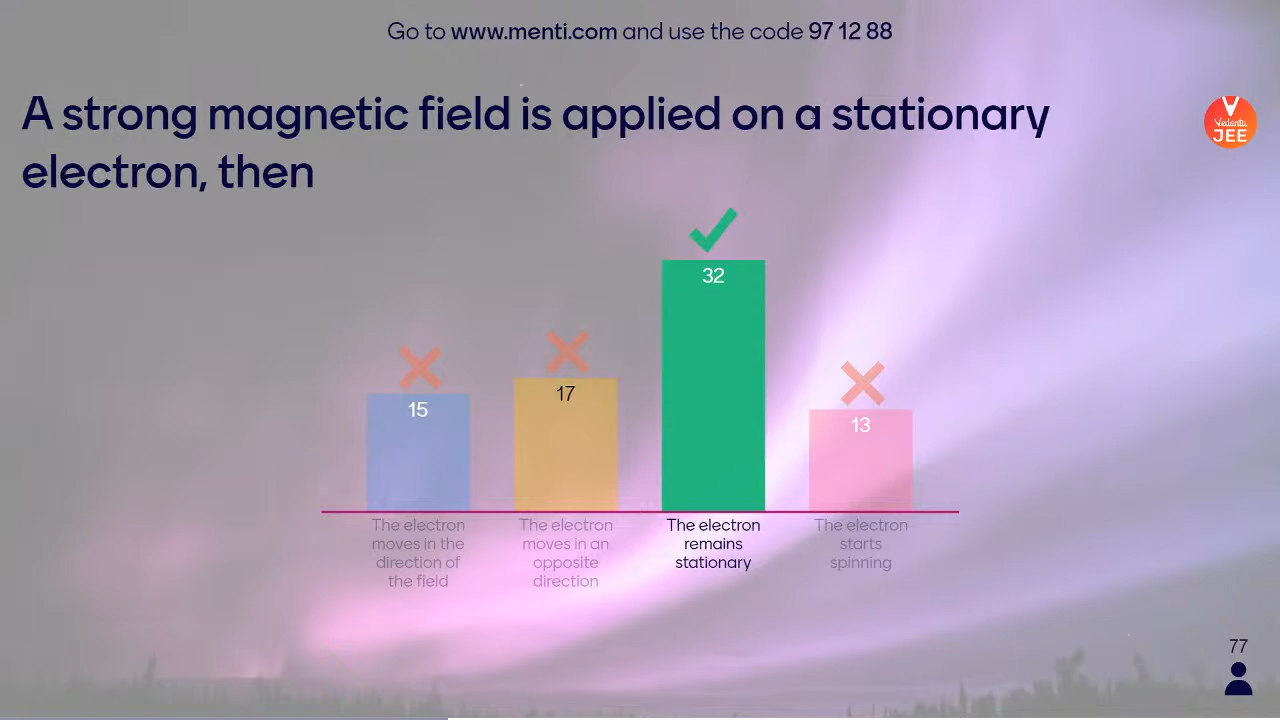 Go to www.menti.com and use the code 97 12 88
A strong magnetic field is applied on a stationary
electron, then
Vedantu
JEE
15
17
32
13
The electron
moves in the
direction of
the field
The electron
moves in an
opposite
direction
The electron
remains
stationary
The electron
starts
spinning
77